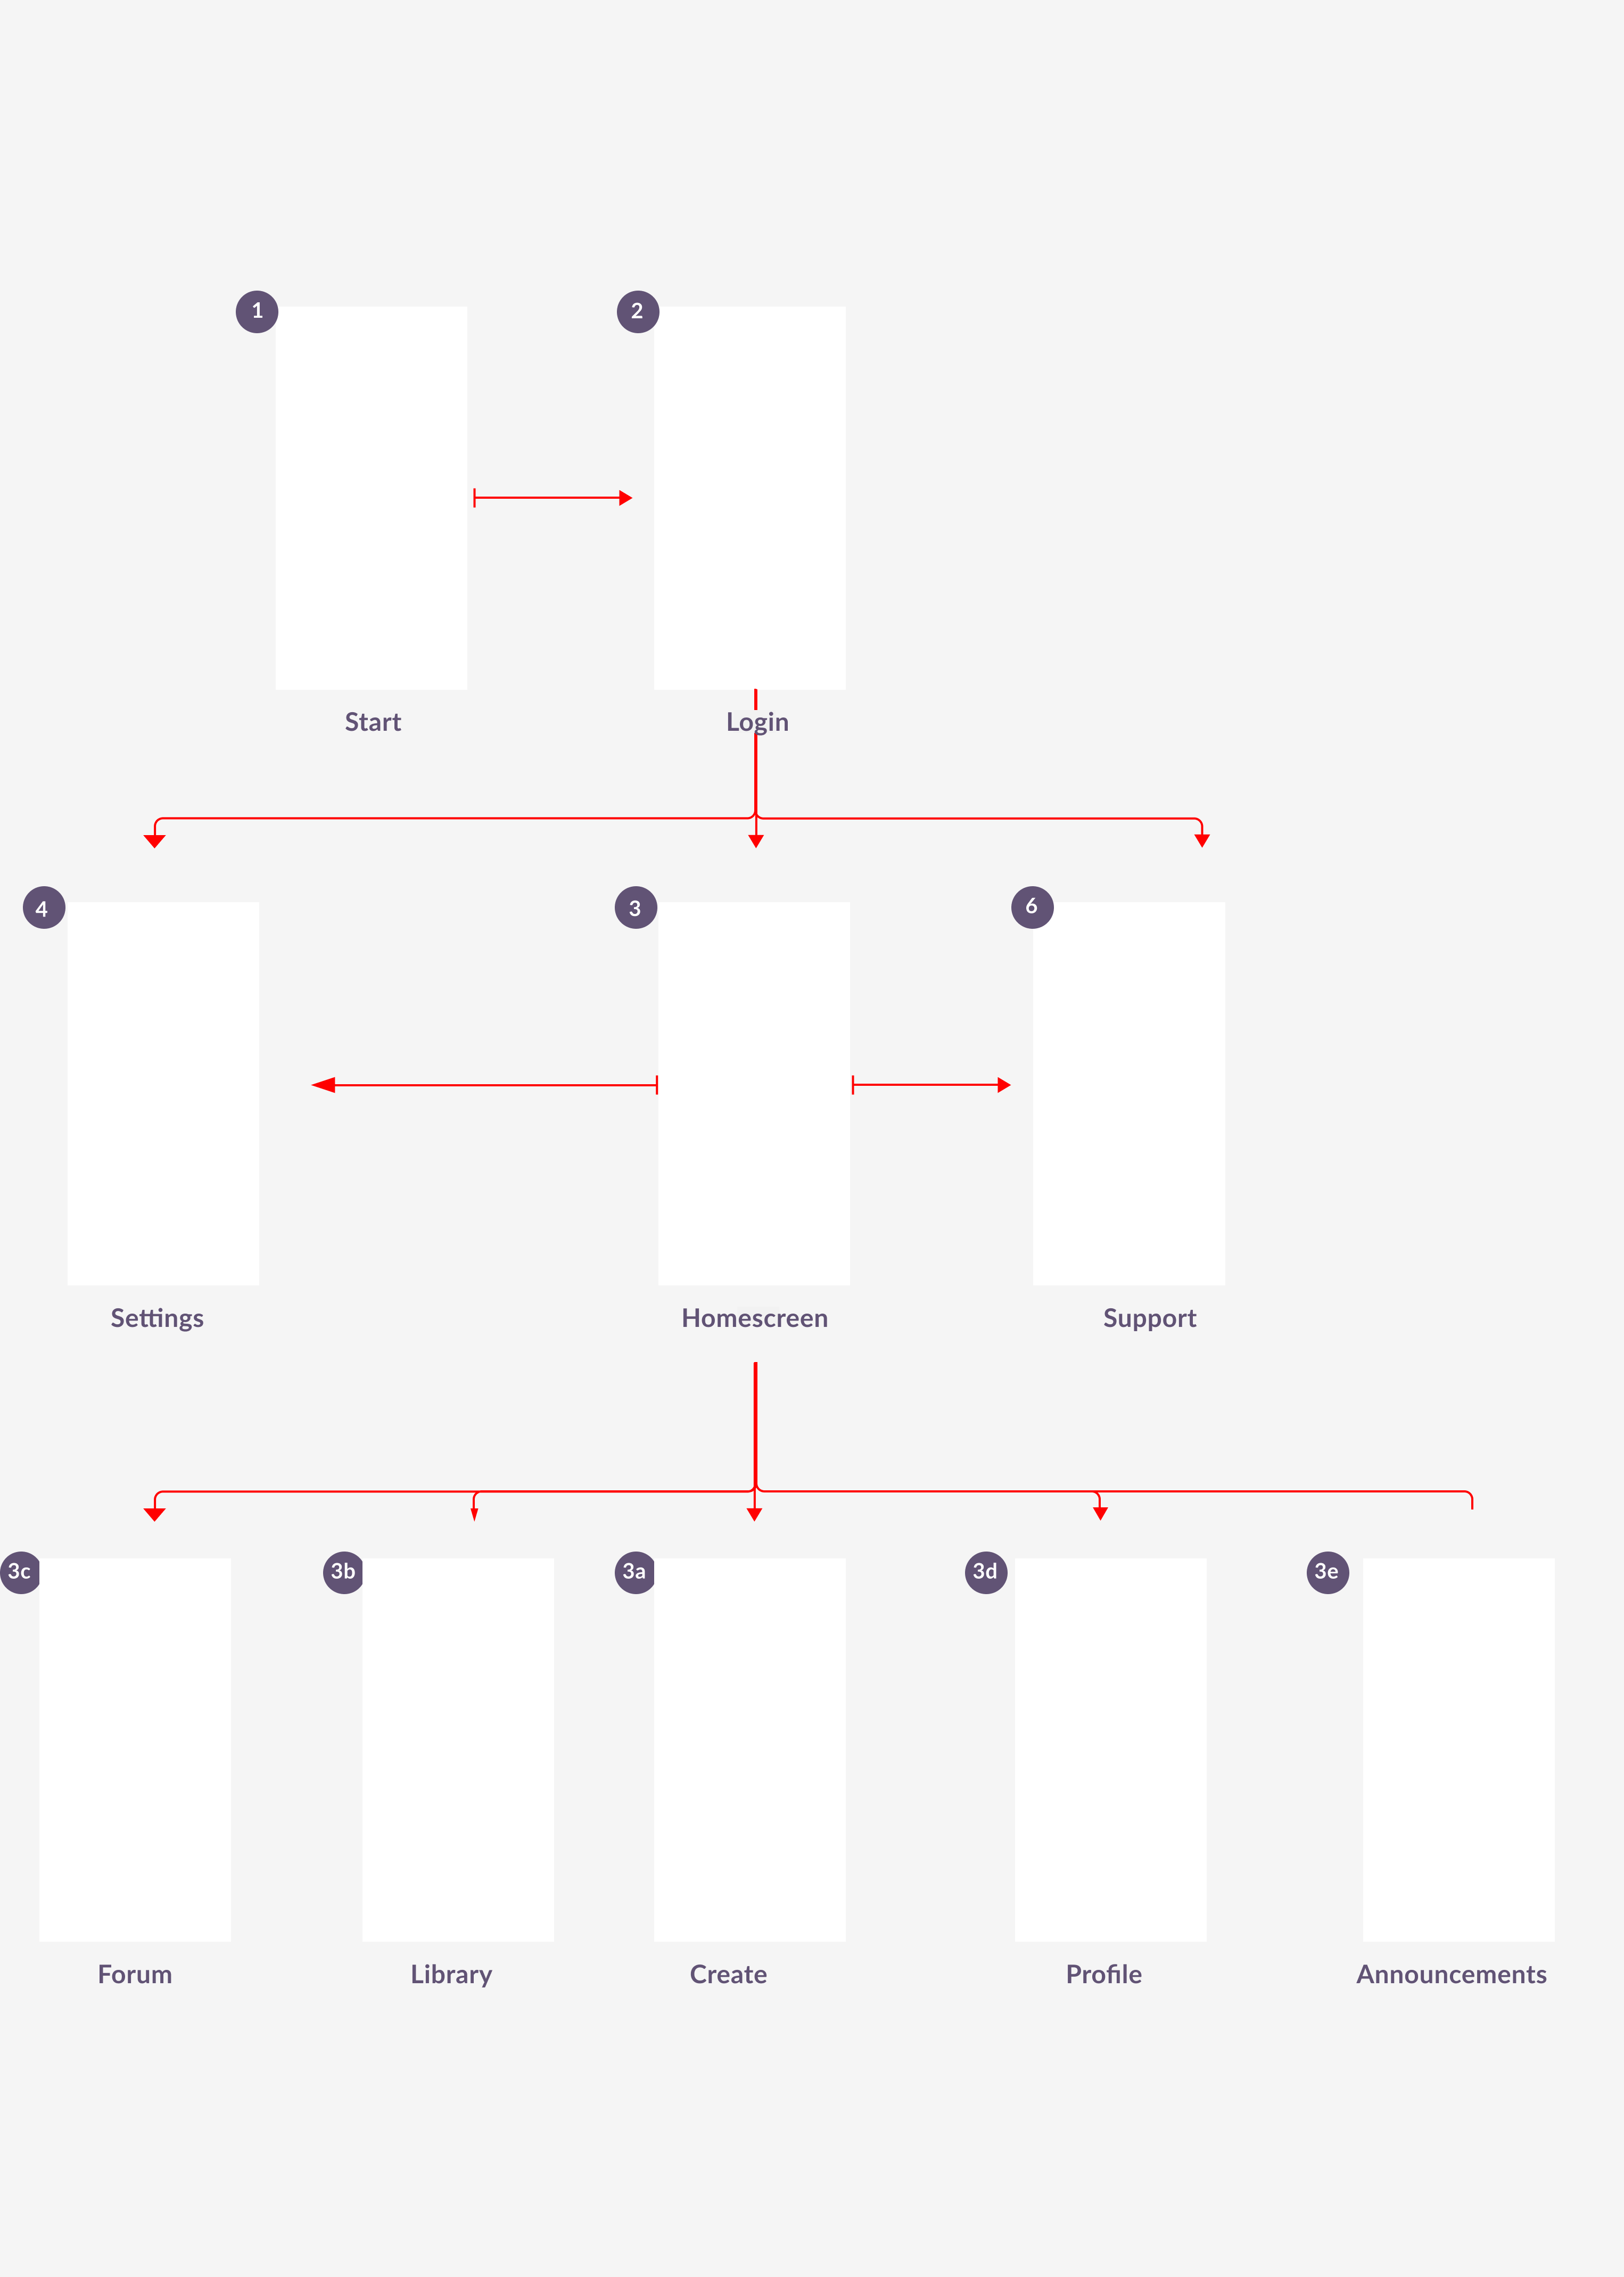 1
2
Start
Login
4
3
6
Settings
Homescreen
Support
3c
3b
3a
3d
3e
Forum
Library
Create
Profile
Announcements